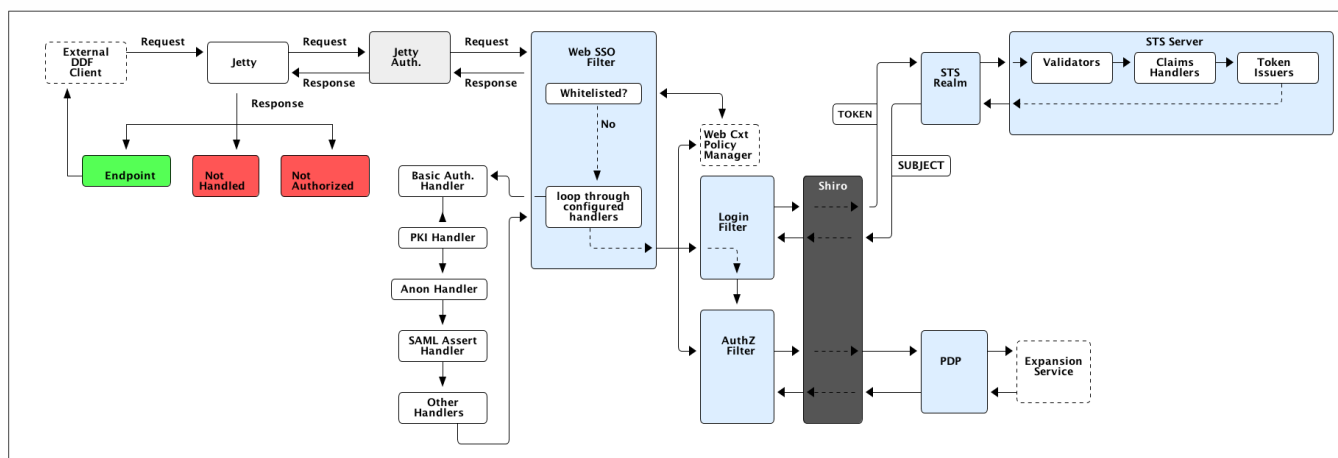 External
DDF
Client
Request
Jetty
Request
Response
Jetty
Auth.
Request
Response
Response
Web SSO
Filter
Whitelisted?
No
loop through
configured
handlers
Endpoint
Not
Handled
Not
Authorized
Basic Auth.
Handler
PKI Handler
Anon Handler
SAML Assert
Handler
Other
Handlers
Web Cxt
Policy
Manager
Login
Filter
AuthZ
Filter
Shiro
TOKEN
SUBJECT
STS
Realm
STS Server
Validators
Claims
Handlers
Token
Issuers
PDP
Expansion
Service